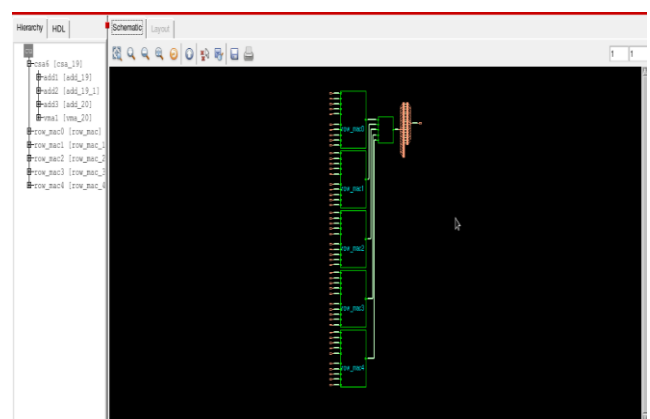 Hierarchy HDL
Schematic Layout
1 1
csa6 [csa_19]
add1 [add_19]
add2 [add_19_1]
add3 [add_20]
vma1 [vma_20]
row_mac0 [row_mac]
row_mac1 [row_mac_1
row_mac2 [row_mac_2
row_mac3 [row_mac_3
row_mac4 [row_mac_4
row_mac0
row_mac1
row_mac2
row_mac3
row_mac4